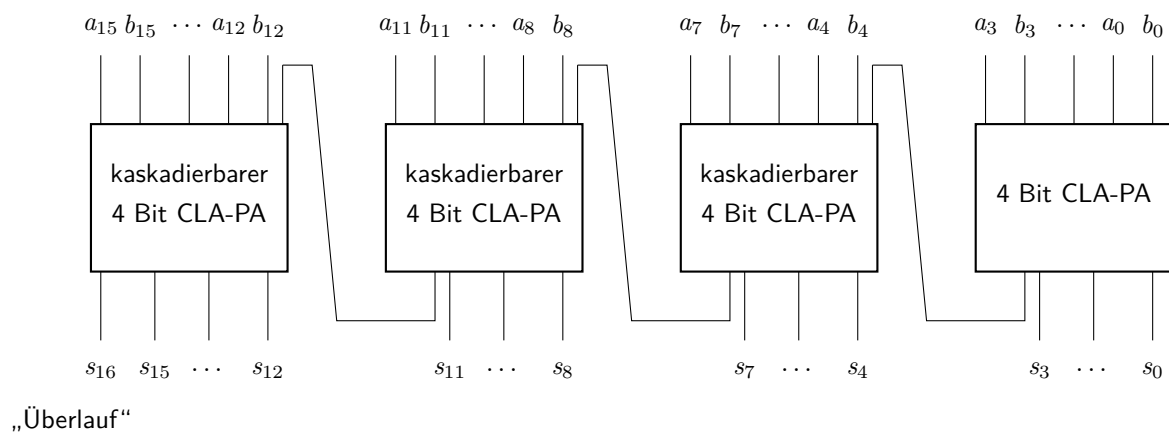 a15 b15 ⋯ a12 b12 a11 b11 ⋯ a8 b8 a7 b7 ⋯ a4 b4 a3 b3 ⋯ a0 b0
kaskadierbarer kaskadierbarer kaskadierbarer
4 Bit CLA-PA 4 Bit CLA-PA 4 Bit CLA-PA 4 Bit CLA-PA
s16 s15 ⋯ s12 s11 ⋯ s8 s7 ⋯ s4 s3 ⋯ s0
„Überlauf“